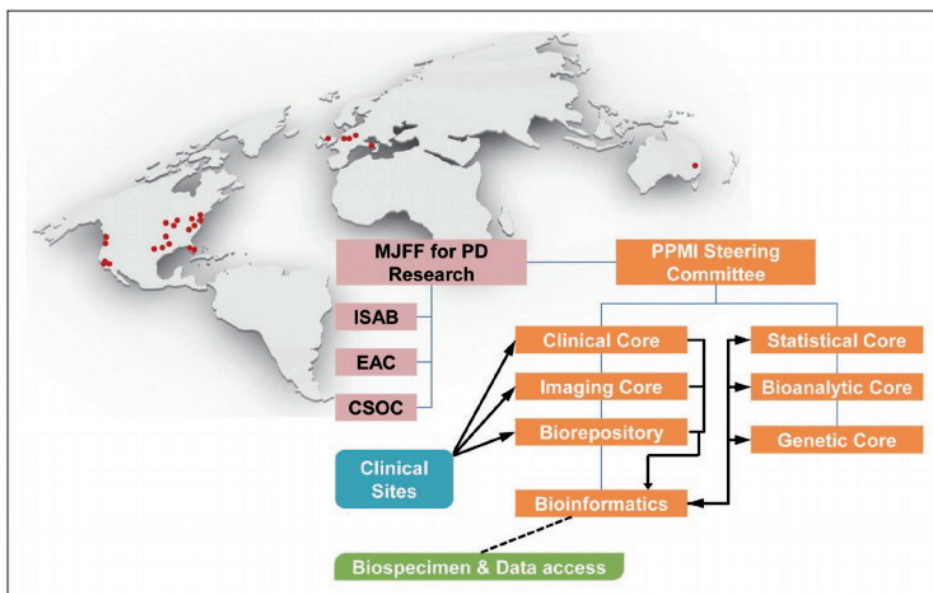 MJFF for PD
Research
PPMI Steering
Committee
ISAB
EAC
CSOC
Clinical Core
Imaging Core
Biorepository
Bioinformatics
Statistical Core
Bioanalytic Core
Genetic Core
Clinical
Sites
Biospecimen & Data access